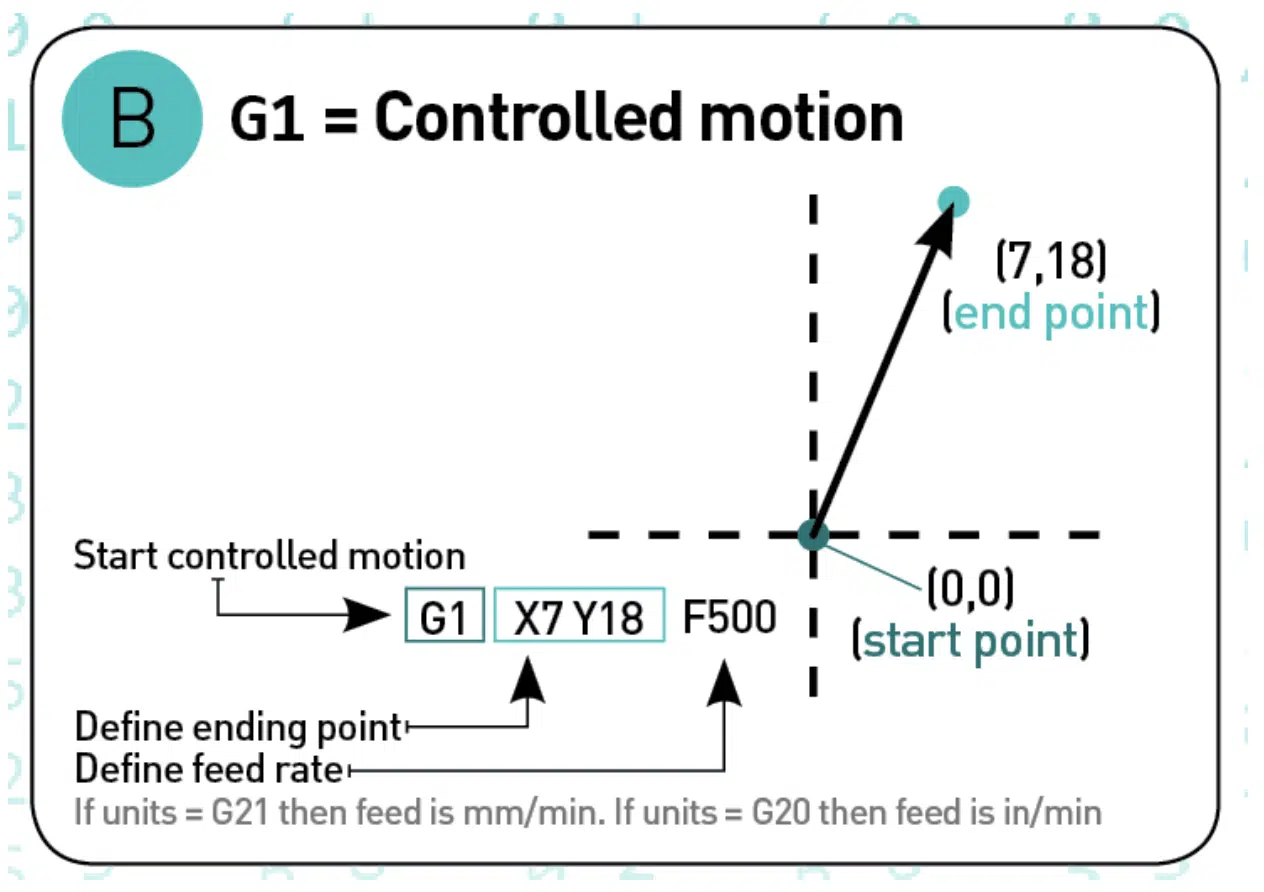 B
G1 = Controlled motion
(7,18)
(end point)
Start controlled motion
(0,0)
G1 X7 Y18 F500
(start point)
Define ending point
Define feed rate
If units = G21 then feed is mm/min. If units = G20 then feed is in/min